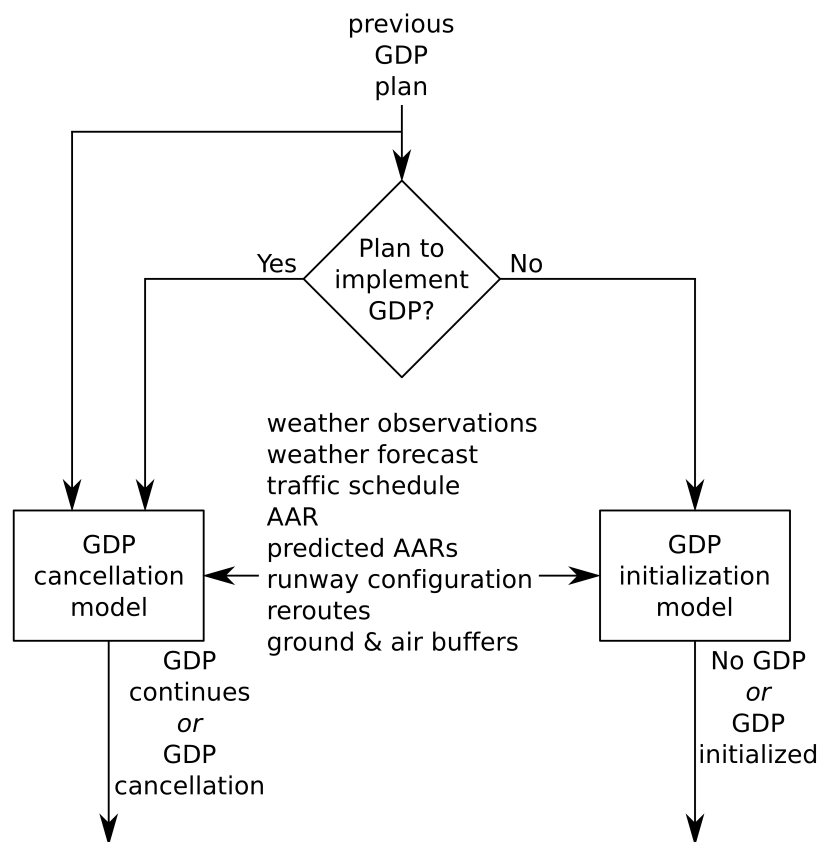 previous
GDP
plan
Yes
Plan to
implement
GDP?
No
weather observations
weather forecast
traffic schedule
AAR
predicted AARs
runway configuration
reroutes
ground & air buffers
GDP
cancellation
model
GDP
initialization
model
GDP
continues
or
GDP
cancellation
No GDP
or
GDP
initialized